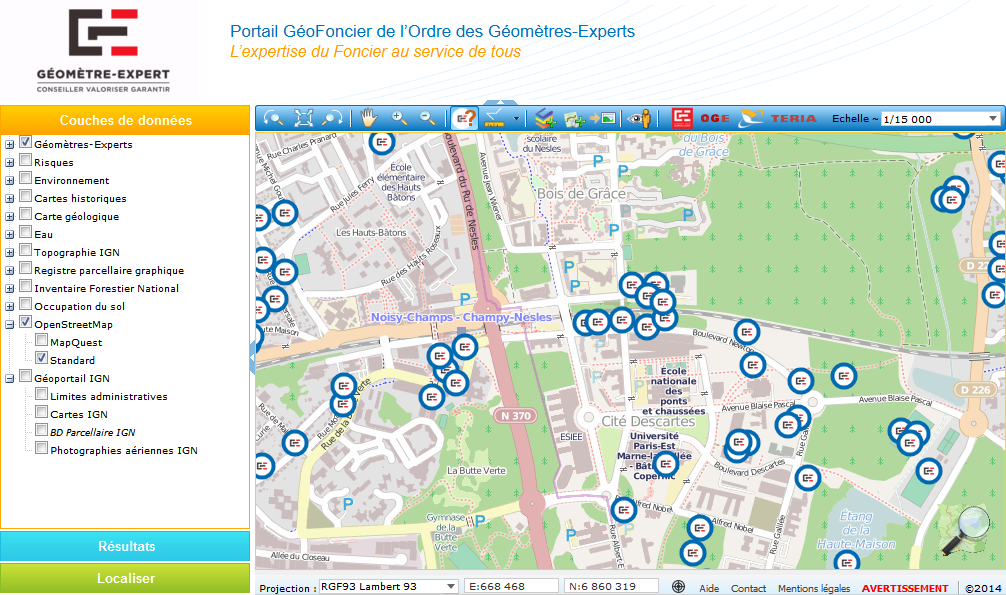 GÉOMÈTRE-EXPERT
CONSEILLER VALORISER GARANTIR
Portail GéoFoncier de l'Ordre des Géomètres-Experts
L'expertise du Foncier au service de tous
Couches de données
Géomètres-Experts
Risques
Environnement
Cartes historiques
Carte géologique
Eau
Topographie IGN
Registre parcellaire graphique
Inventaire Forestier National
Occupation du sol
OpenStreetMap
MapQuest
Standard
Géoportail IGN
Limites administratives
Cartes IGN
BD Parcellaire IGN
Photographies aériennes IGN
Résultats
Localiser
OGE
TERIA
Echelle ~ 1/15 000
Rue Charles Pranard
École
élémentaire
des Hauts
Bâtons
Rue Jules Ferry
Les Hauts-Bâtons
Rue des Hauts Roseaux
Boulevard du Ru de Nesles
Avenue Jean Wiener
scolaire
du Nesles
Bois de Grâce
du Bois
de Grâce
P
P
P
P
P
P
P
Noisy-Champs - Champy-Nesles
N 370
D 226
Boulevard Newton
École
nationale
des
ponts
et chaussées
Cité Descartes
Université
Paris-Est
Marne-la-Vallée
ESIEE
Avenue Blaise Pascal
Avenue Blaise Pascal
Boulevard Descartes
La Butte Verte
Gymnase
de la
Butte
Verte
P
P
P
Allée du Closeau
Alfred Nobel
Alfred Nobel
Rue Albert E
Rue Galilée
Étang
de la
Haute-Maison
Projection : RGF93 Lambert 93
E:668 468
N:6 860 319
Aide
Contact
Mentions légales
AVERTISSEMENT
©2014